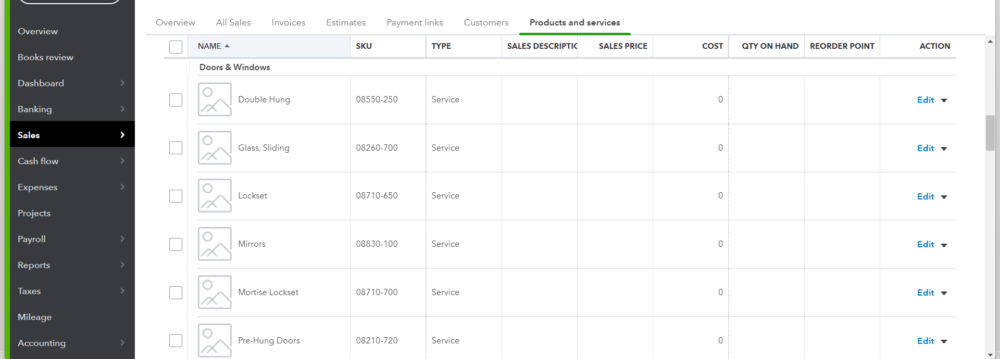 Overview
Books review
Dashboard
Banking
Sales
Cash flow
Expenses
Projects
Payroll
Reports
Taxes
Mileage
Accounting
Overview All Sales Invoices Estimates Payment links Customers Products and services
NAME SKU TYPE SALES DESCRIPTIC SALES PRICE COST QTY ON HAND REORDER POINT ACTION
Doors & Windows
Double Hung 08550-250 Service 0 Edit
Glass, Sliding 08260-700 Service 0 Edit
Lockset 08710-650 Service 0 Edit
Mirrors 08830-100 Service 0 Edit
Mortise Lockset 08710-700 Service 0 Edit
Pre-Hung Doors 08210-720 Service 0 Edit